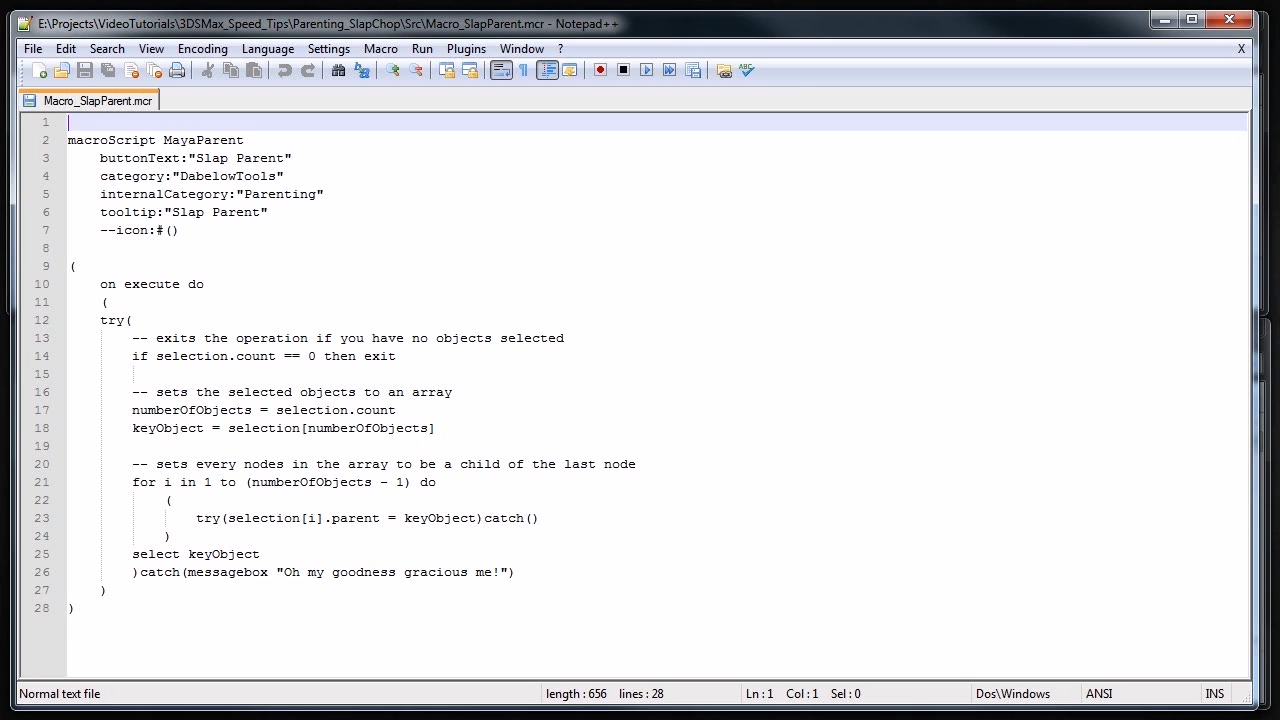 E:\Projects\VideoTutorials\3DSMax_Speed_Tips\Parenting_SlapChop\Src\Macro_SlapParent.mcr - Notepad++
File Edit Search View Encoding Language Settings Macro Run Plugins Window ? X
Macro_SlapParent.mcr
1
2 macroScript MayaParent
3 buttonText:"Slap Parent"
4 category:"DabelowTools"
5 internalCategory:"Parenting"
6 tooltip:"Slap Parent"
7 --icon:#()
8
9 (
10 on execute do
11 (
12 try(
13 -- exits the operation if you have no objects selected
14 if selection.count == 0 then exit
15
16 -- sets the selected objects to an array
17 numberOfObjects = selection.count
18 keyObject = selection[numberOfObjects]
19
20 -- sets every nodes in the array to be a child of the last node
21 for i in 1 to (numberOfObjects - 1) do
22 (
23 try(selection[i].parent = keyObject)catch()
24 )
25 select keyObject
26 )catch(messagebox "Oh my goodness gracious me!")
27 )
28 )
Normal text file length : 656 lines : 28 Ln : 1 Col : 1 Sel : 0 Dos\Windows ANSI INS